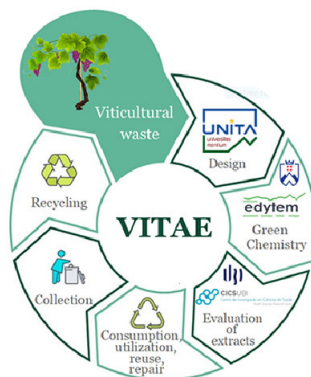 Viticultural
waste
UNITA
universitas
montium
Design
edytem
Green
Chemistry
CICS UBI
Evaluation
of
extracts
Consumption,
utilization,
reuse,
repair
Collection
Recycling
VITAE